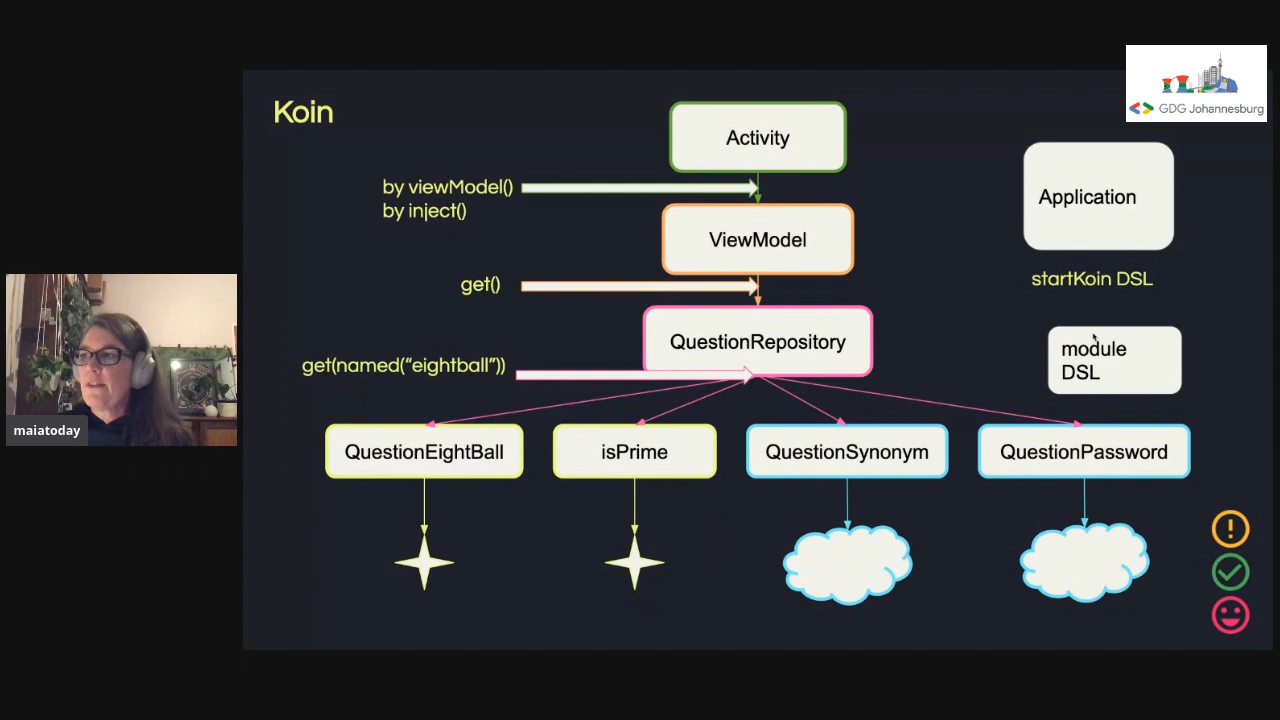 Koin
GDG Johannesburg
Activity
by viewModel()
by inject()
Application
ViewModel
startKoin DSL
get()
QuestionRepository
module
DSL
get(named(“eightball”))
maiatoday
QuestionEightBall
isPrime
QuestionSynonym
QuestionPassword